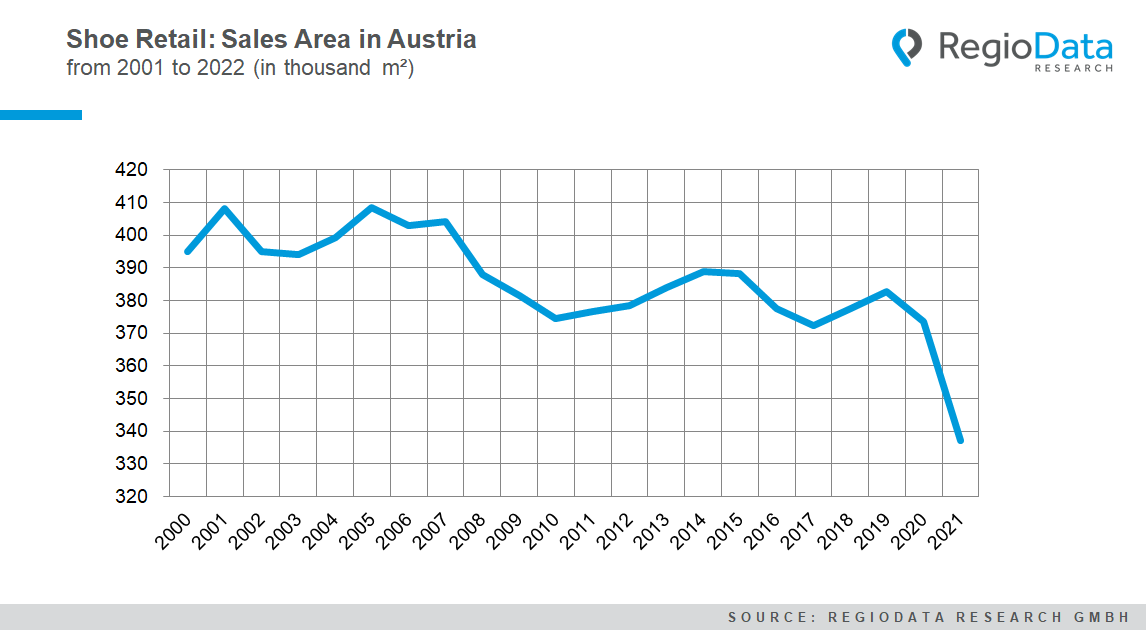 Shoe Retail: Sales Area in Austria
from 2001 to 2022 (in thousand m²)
RegioData
RESEARCH
420
410
400
390
380
370
360
350
340
330
320
2000 2001 2002 2003 2004 2005 2006 2007 2008 2009 2010 2011 2012 2013 2014 2015 2016 2017 2018 2019 2020 2021
SOURCE: REGIODATA RESEARCH GMBH